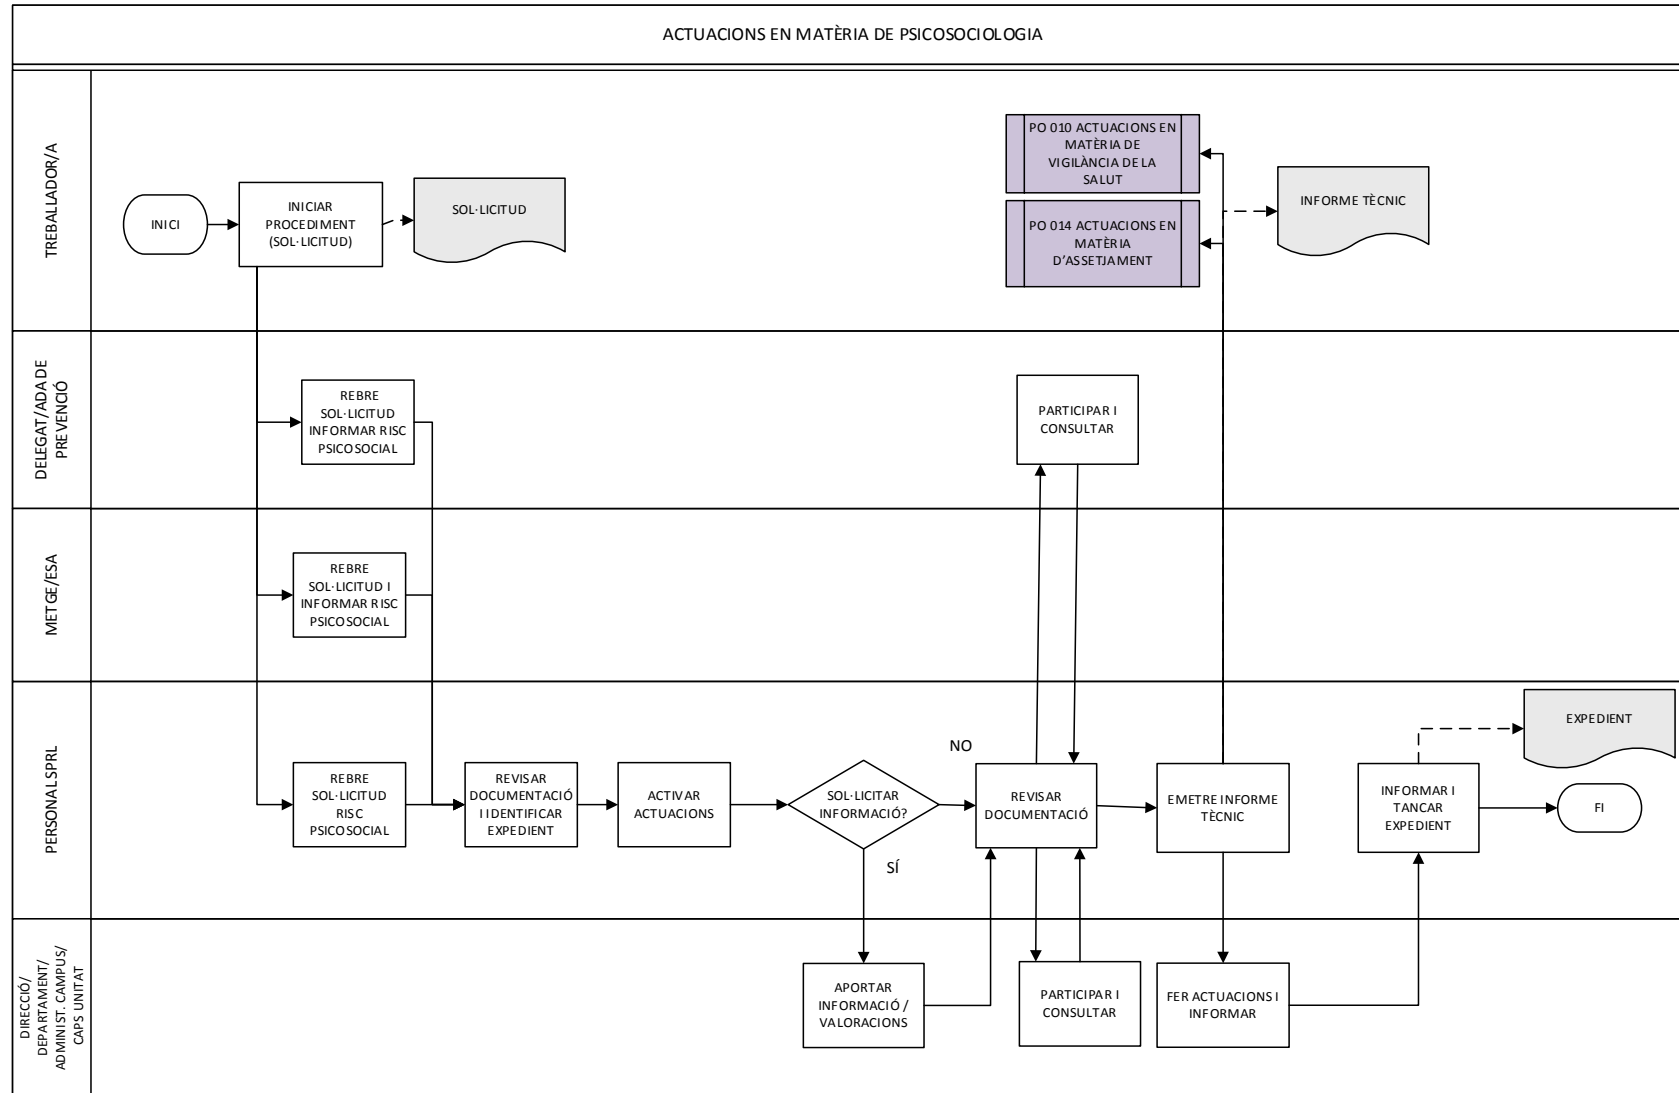 ACTUACIONS EN MATÈRIA DE PSICOSOCIOLOGIA
TREBALLADOR/A
INICI
INICIAR
PROCEDIMENT
(SOL·LICITUD)
SOL·LICITUD
PO 010 ACTUACIONS EN
MATÈRIA DE
VIGILÀNCIA DE LA
SALUT
PO 014 ACTUACIONS EN
MATÈRIA
D'ASSETJAMENT
INFORME TÈCNIC
DELEGAT/ADA DE
PREVENCIÓ
REBRE
SOL·LICITUD
INFORMAR RISC
PSICOSOCIAL
PARTICIPAR I
CONSULTAR
METGE/ESA
REBRE
SOL·LICITUD I
INFORMAR RISC
PSICOSOCIAL
PERSONAL SPRL
REBRE
SOL·LICITUD
RISC
PSICOSOCIAL
REVISAR
DOCUMENTACIÓ
I IDENTIFICAR
EXPEDIENT
ACTIVAR
ACTUACIONS
SOL·LICITAR
INFORMACIÓ?
NO
SÍ
REVISAR
DOCUMENTACIÓ
EMETRE INFORME
TÈCNIC
INFORMAR I
TANCAR
EXPEDIENT
EXPEDIENT
FI
DIRECCIÓ/
DEPARTAMENT/
ADMINIST. CAMPUS/
CAPS UNITAT
APORTAR
INFORMACIÓ /
VALORACIONS
PARTICIPAR I
CONSULTAR
FER ACTUACIONS I
INFORMAR